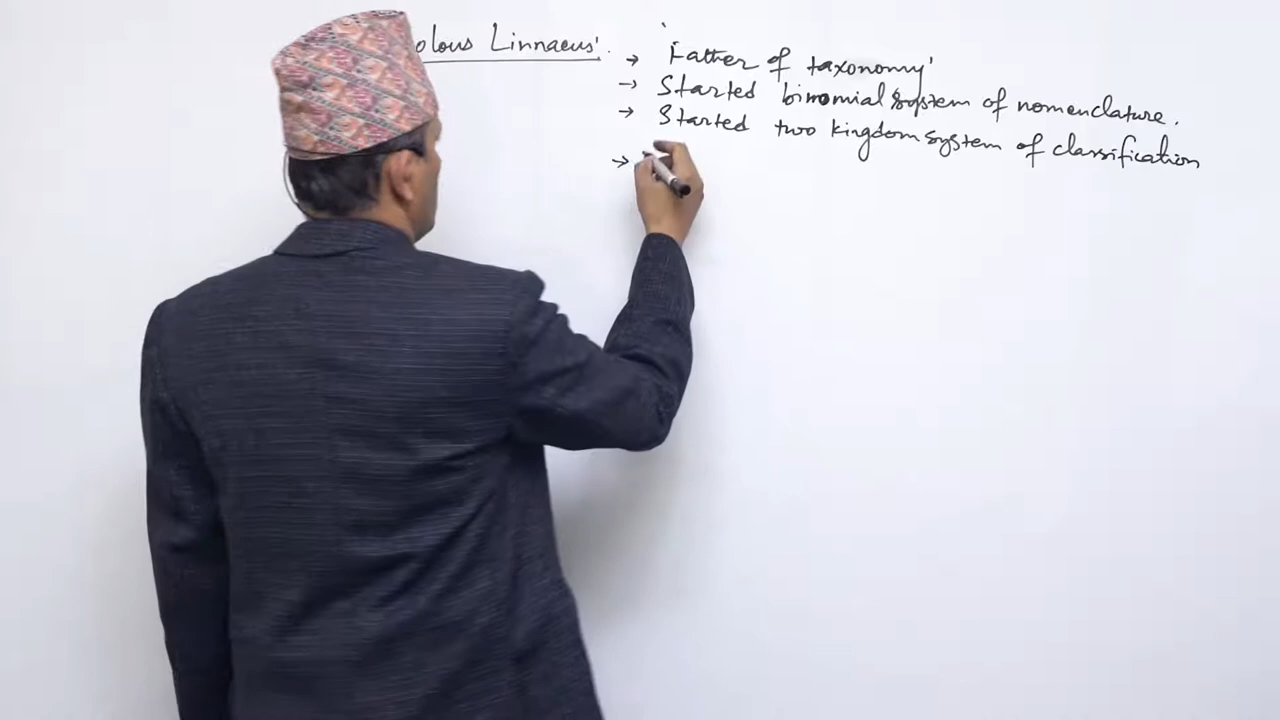 olous Linnaeus'.
→ 'Father of taxonomy'
→ Started binomial system of nomenclature.
→ Started two kingdom system of classification
→